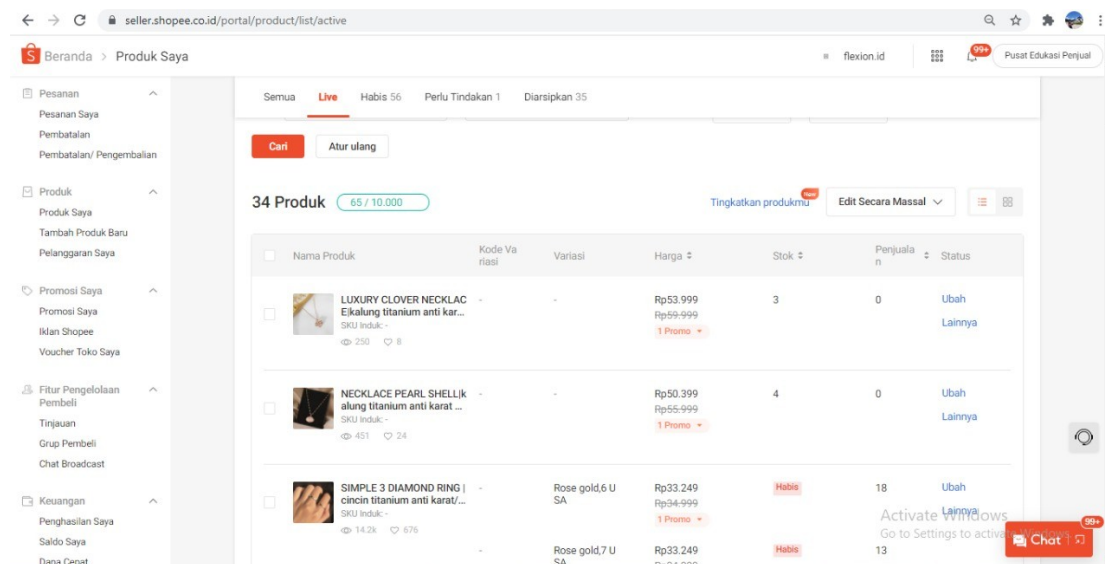 seller.shopee.co.id/portal/product/list/active
Beranda > Produk Saya
flexion.id
99+
Pusat Edukasi Penjual
Pesanan
Pesanan Saya
Pembatalan
Pembatalan/ Pengembalian
Produk
Produk Saya
Tambah Produk Baru
Pelanggaran Saya
Promosi Saya
Promosi Saya
Iklan Shopee
Voucher Toko Saya
Fitur Pengelolaan
Pembeli
Tinjauan
Grup Pembeli
Chat Broadcast
Keuangan
Penghasilan Saya
Saldo Saya
Dana Cepat
Semua Live Habis 56 Perlu Tindakan 1 Diarsipkan 35
Cari Atur ulang
34 Produk 65 / 10.000
Tingkatkan produkmu New Edit Secara Massal
Nama Produk Kode Va
riasi Variasi Harga Stok Penjuala
n Status
LUXURY CLOVER NECKLAC - - Rp53.999 3 0 Ubah
E|kalung titanium anti kar... Rp59.999 Lainnya
SKU Induk: - 1 Promo
250 8
NECKLACE PEARL SHELL|k - - Rp50.399 4 0 Ubah
alung titanium anti karat ... Rp55.999 Lainnya
SKU Induk: - 1 Promo
451 24
SIMPLE 3 DIAMOND RING | - Rose gold,6 U Rp33.249 Habis 18 Ubah
cincin titanium anti karat/... SA Rp34.999 Lainnya
SKU Induk: - 1 Promo
14.2k 676
- Rose gold,7 U Rp33.249 Habis 13
SA Rp34.999
Activate Windows
Go to Settings to activate Windows.
Chat 99+